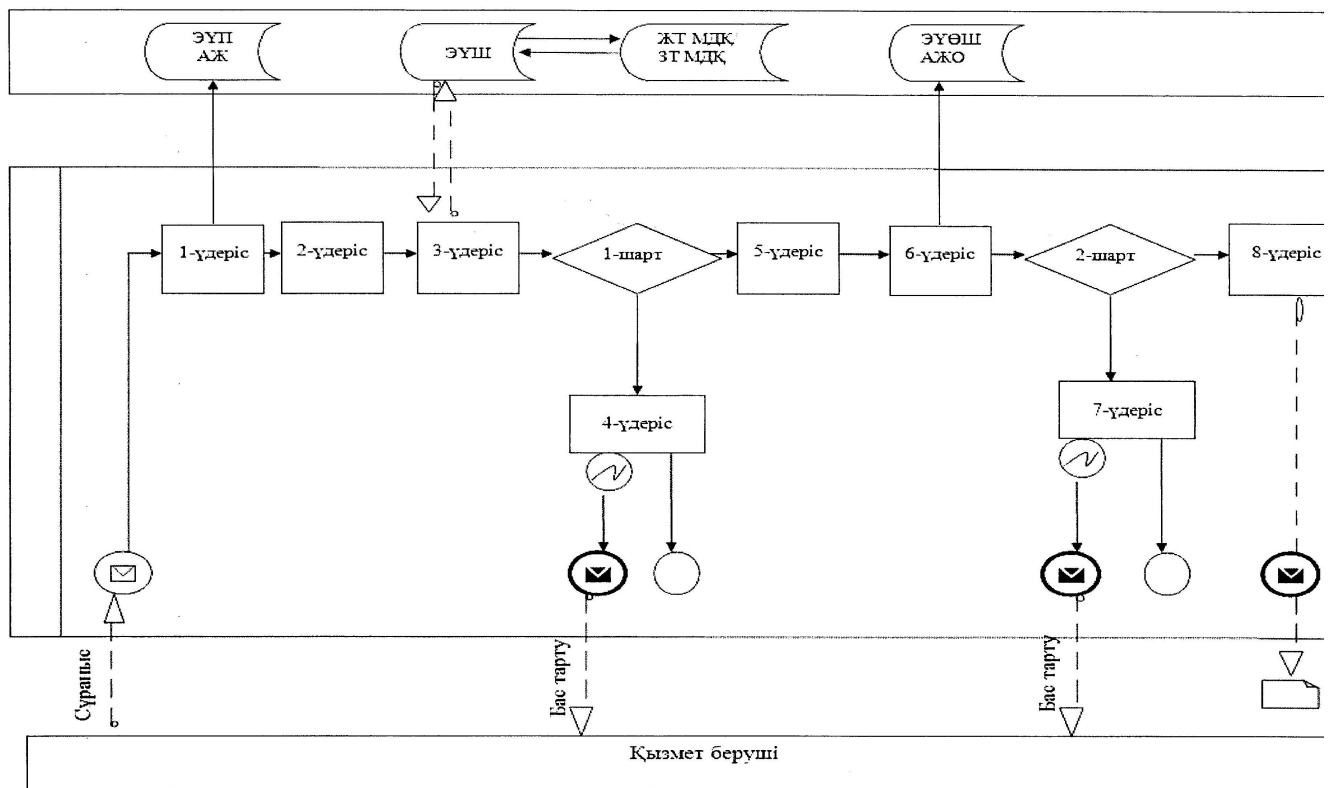 ЭҮП
АЖ
ЭҮШ
ЖТ МДҚ
ЗТ МДҚ
ЭҮӨШ
АЖО
1-үдеріс
2-үдеріс
3-үдеріс
1-шарт
5-үдеріс
6-үдеріс
2-шарт
8-үдеріс
4-үдеріс
7-үдеріс
Сұраныс
Бас тарту
Бас тарту
Қызмет беруші